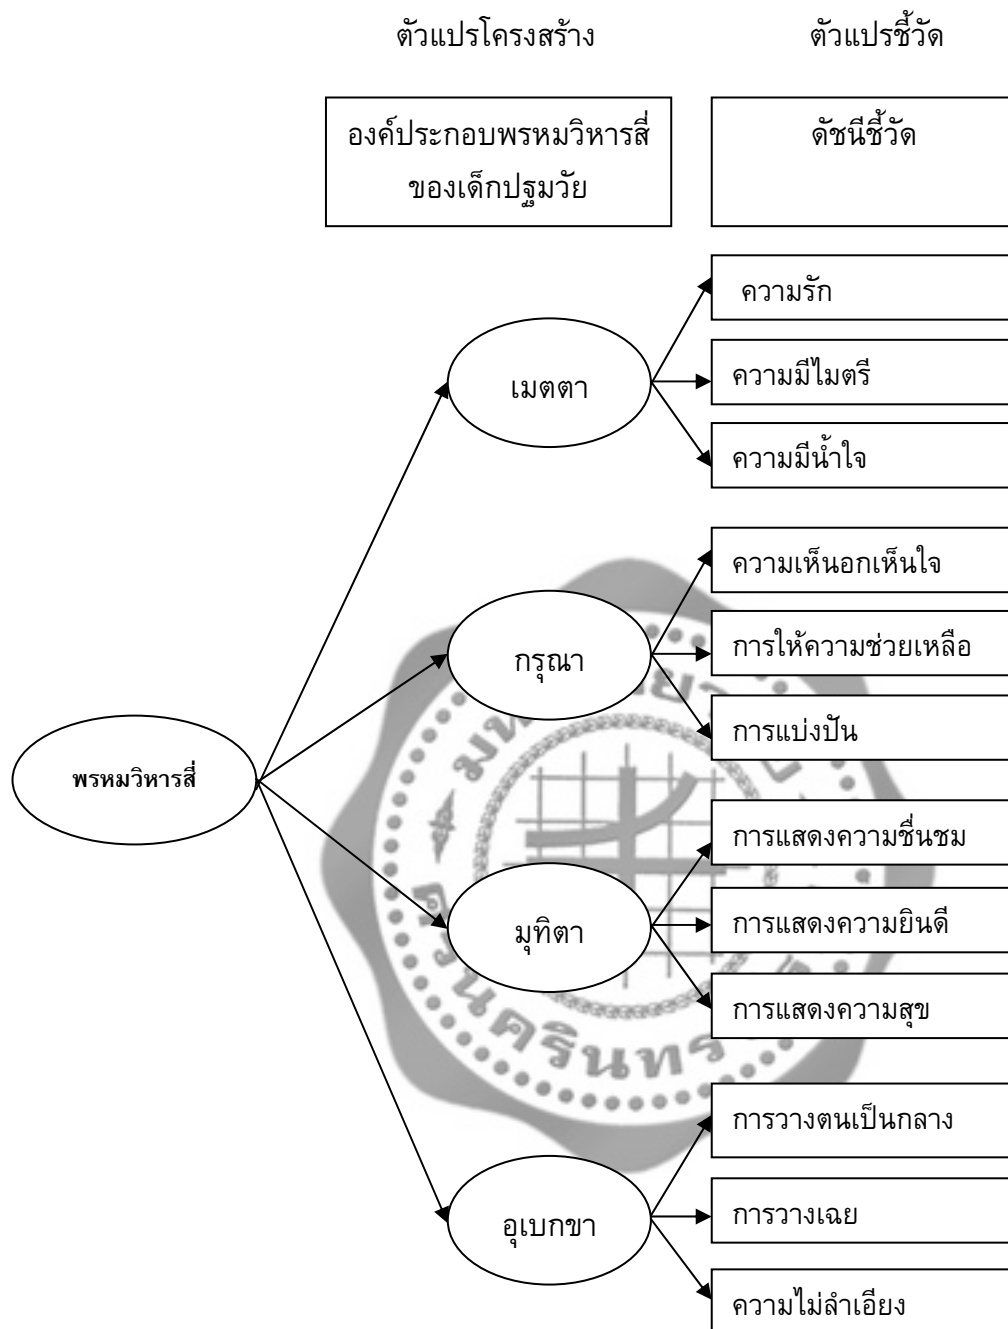 ตัวแปรโครงสร้าง
ตัวแปรชี้วัด
องค์ประกอบพรหมวิหารสี่
ของเด็กปฐมวัย
ดัชนีชี้วัด
พรหมวิหารสี่
เมตตา
ความรัก
ความมีไมตรี
ความมีน้ำใจ
กรุณา
ความเห็นอกเห็นใจ
การให้ความช่วยเหลือ
การแบ่งปัน
มุทิตา
การแสดงความชื่นชม
การแสดงความยินดี
การแสดงความสุข
อุเบกขา
การวางตนเป็นกลาง
การวางเฉย
ความไม่ลำเอียง